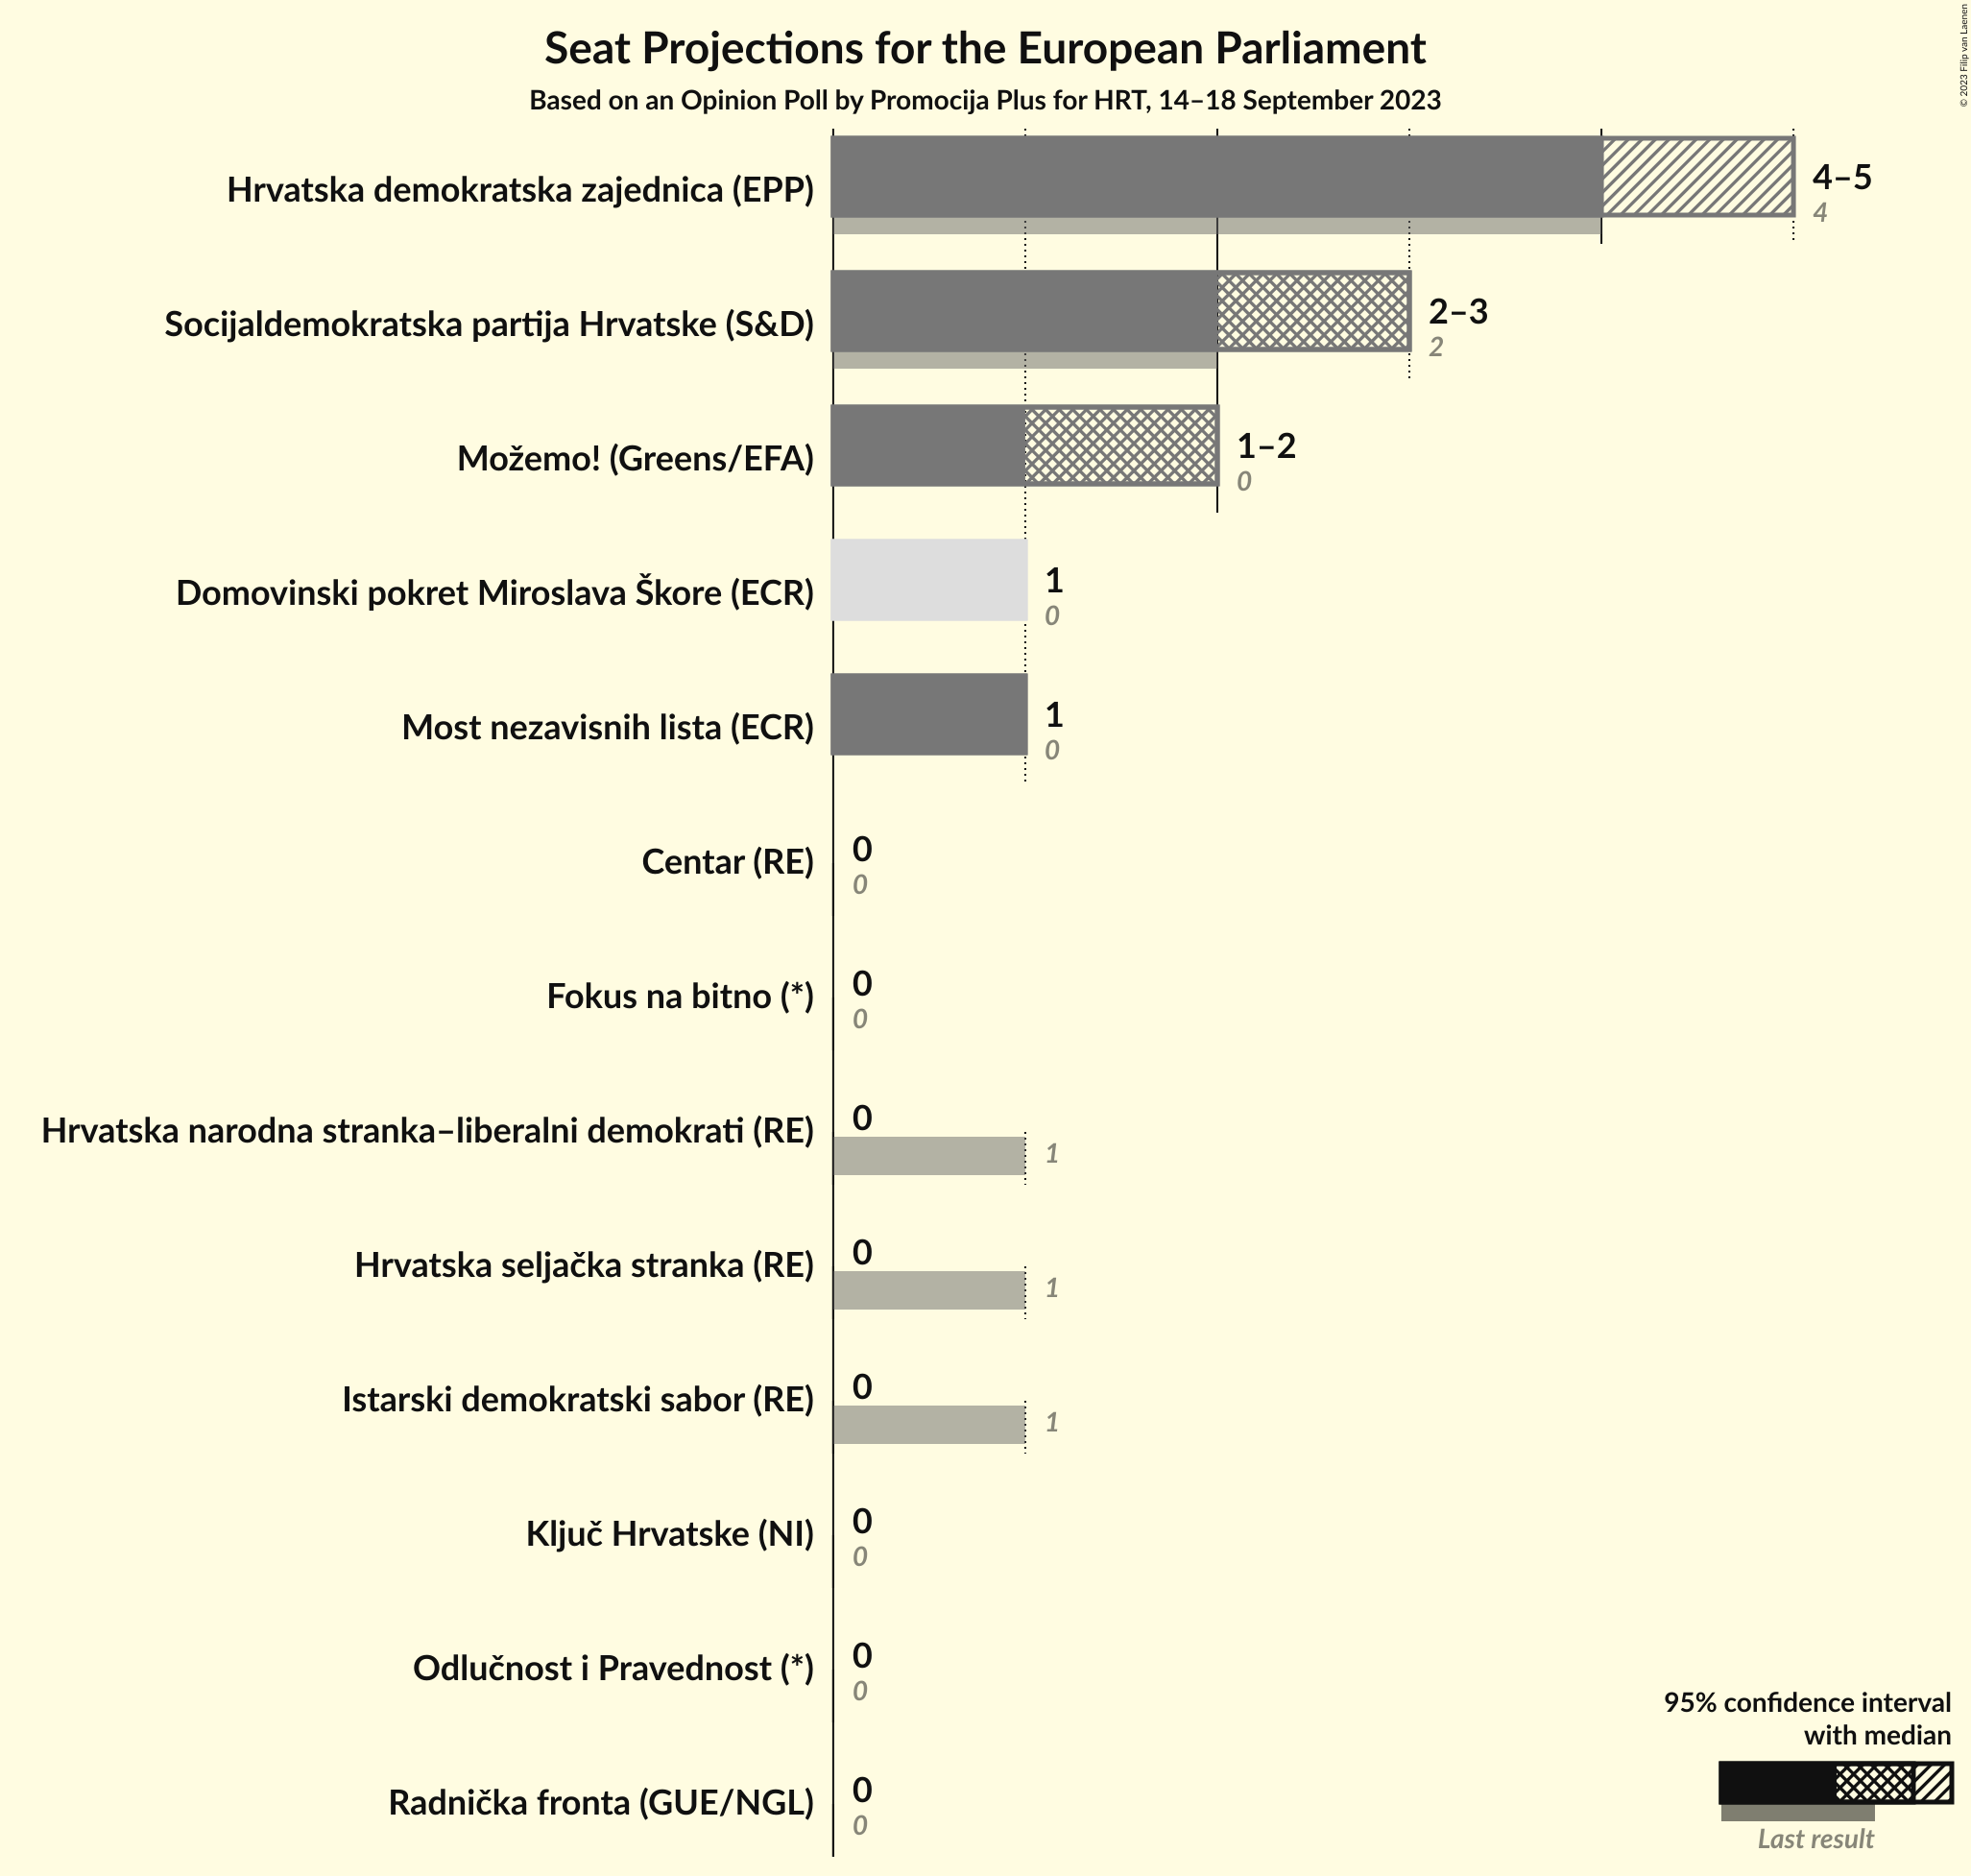 Seat Projections for the European Parliament
Based on an Opinion Poll by Promocija Plus for HRT, 14–18 September 2023
© 2023 Filip van Laenen
Hrvatska demokratska zajednica (EPP)
4–5
4
Socijaldemokratska partija Hrvatske (S&D)
2–3
2
Možemo! (Greens/EFA)
1–2
0
Domovinski pokret Miroslava Škore (ECR)
1
0
Most nezavisnih lista (ECR)
1
0
Centar (RE)
0
0
Fokus na bitno (*)
0
0
Hrvatska narodna stranka–liberalni demokrati (RE)
0
1
Hrvatska seljačka stranka (RE)
0
1
Istarski demokratski sabor (RE)
0
1
Ključ Hrvatske (NI)
0
0
Odlučnost i Pravednost (*)
0
0
Radnička fronta (GUE/NGL)
0
0
95% confidence interval
with median
Last result